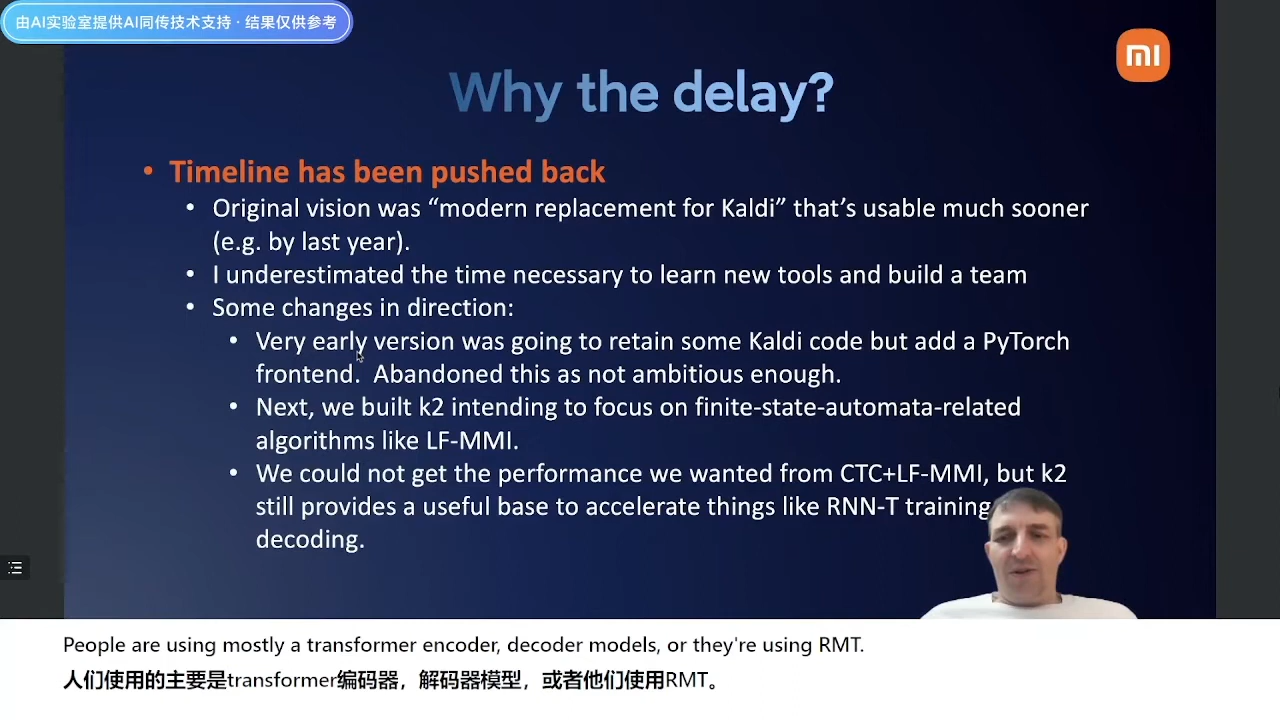 由AI实验室提供AI同传技术支持 · 结果仅供参考
mi
Why the delay?
• Timeline has been pushed back
• Original vision was “modern replacement for Kaldi” that’s usable much sooner
(e.g. by last year).
• I underestimated the time necessary to learn new tools and build a team
• Some changes in direction:
• Very early version was going to retain some Kaldi code but add a PyTorch
frontend. Abandoned this as not ambitious enough.
• Next, we built k2 intending to focus on finite-state-automata-related
algorithms like LF-MMI.
• We could not get the performance we wanted from CTC+LF-MMI, but k2
still provides a useful base to accelerate things like RNN-T training
decoding.
People are using mostly a transformer encoder, decoder models, or they're using RMT.
人们使用的主要是transformer编码器，解码器模型，或者他们使用RMT。